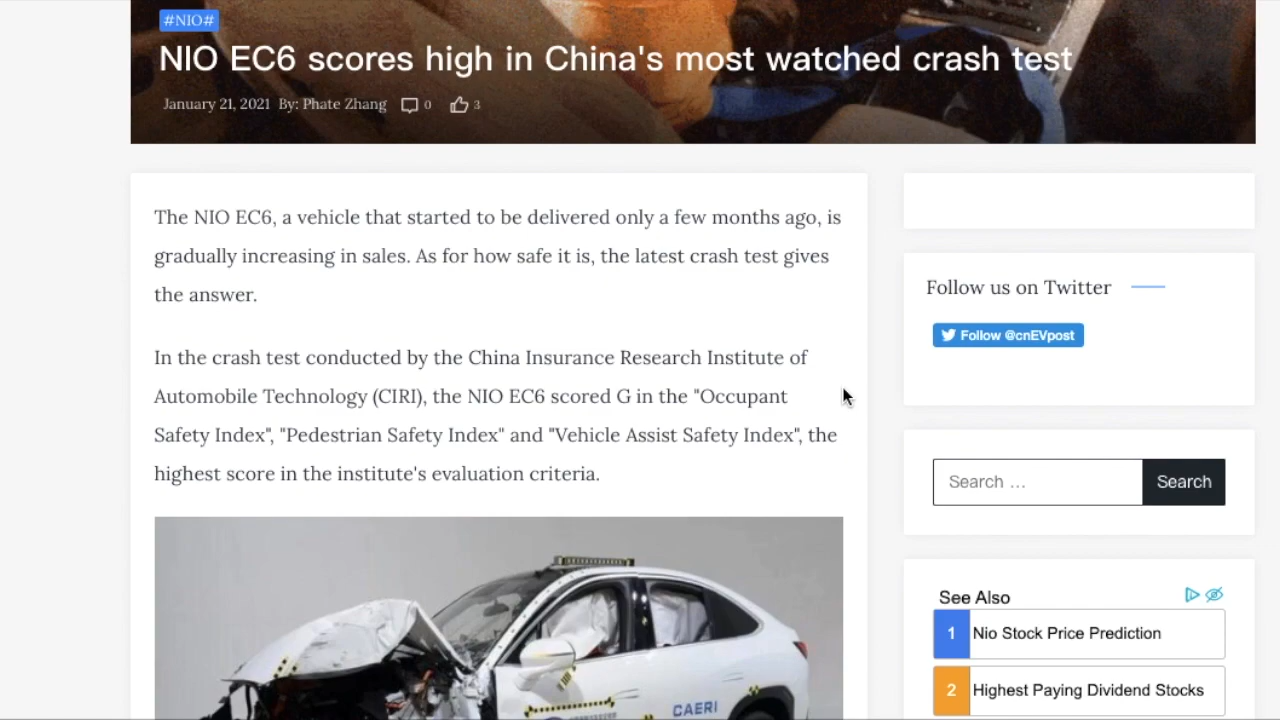 #NIO#
NIO EC6 scores high in China's most watched crash test
January 21, 2021 By: Phate Zhang 0 3
The NIO EC6, a vehicle that started to be delivered only a few months ago, is
gradually increasing in sales. As for how safe it is, the latest crash test gives
the answer.
In the crash test conducted by the China Insurance Research Institute of
Automobile Technology (CIRI), the NIO EC6 scored G in the "Occupant
Safety Index", "Pedestrian Safety Index" and "Vehicle Assist Safety Index", the
highest score in the institute's evaluation criteria.
CAERI
Follow us on Twitter
Follow @cnEVpost
Search …
Search
See Also
1 Nio Stock Price Prediction
2 Highest Paying Dividend Stocks